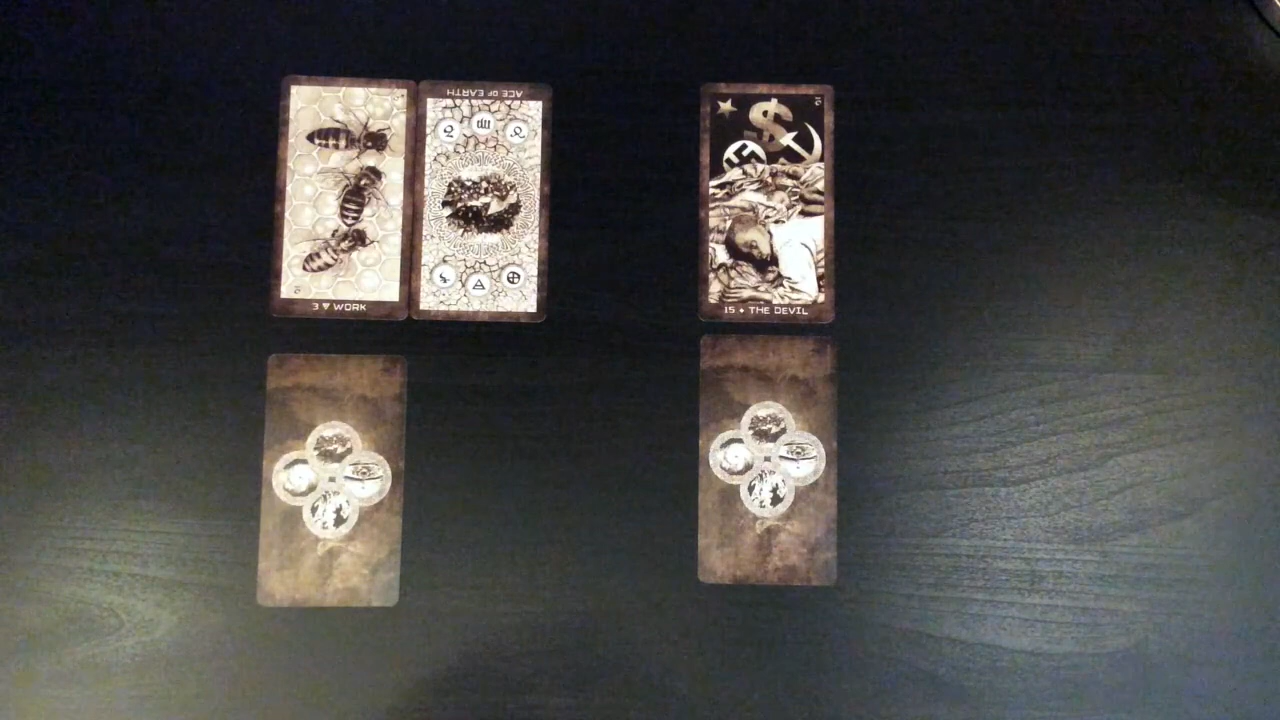 3 ▼ WORK
ACE OF EARTH
15 ♦ THE DEVIL
$